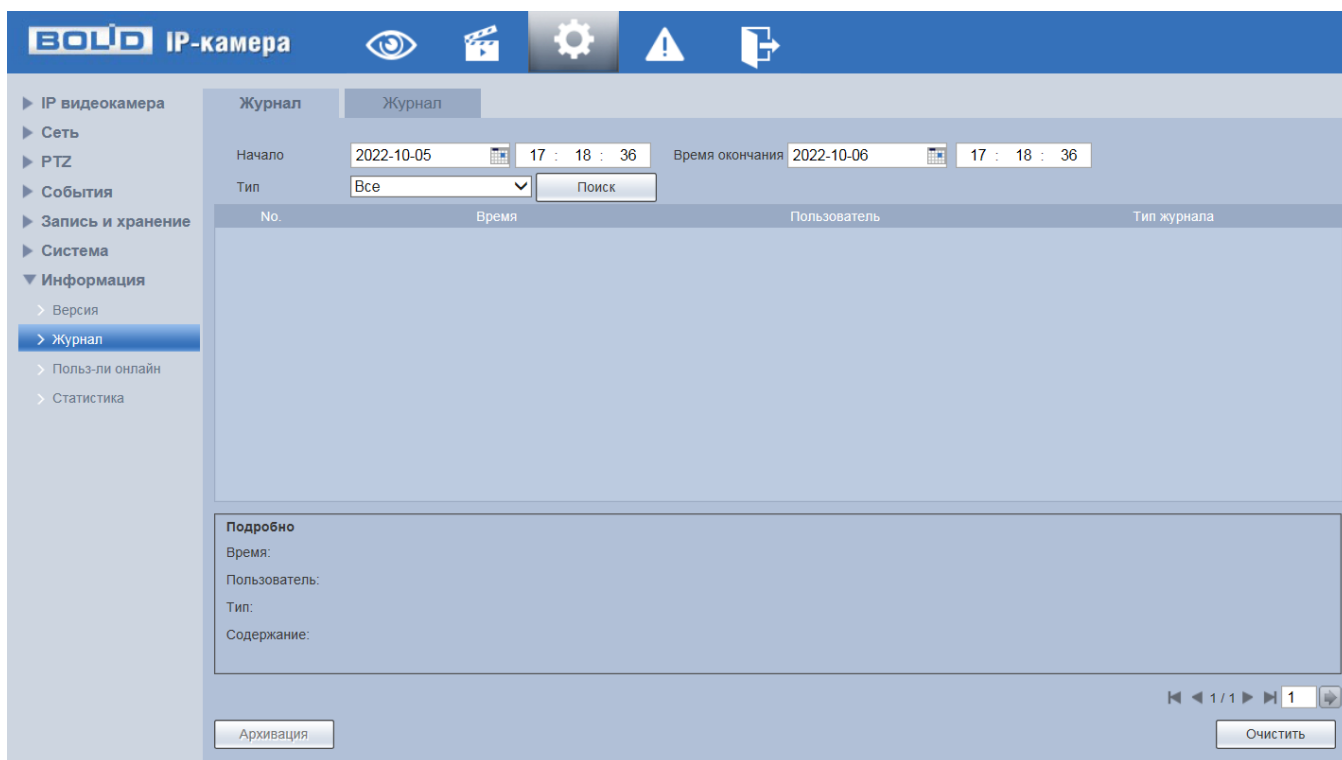 BOLID IP-камера
IP видеокамера
Сеть
PTZ
События
Запись и хранение
Система
Информация
Версия
Журнал
Польз-ли онлайн
Статистика
Журнал Журнал
Начало 2022-10-05 17 : 18 : 36 Время окончания 2022-10-06 17 : 18 : 36
Тип Все Поиск
No. Время Пользователь Тип журнала
Подробно
Время:
Пользователь:
Тип:
Содержание:
1 / 1 1
Архивация Очистить